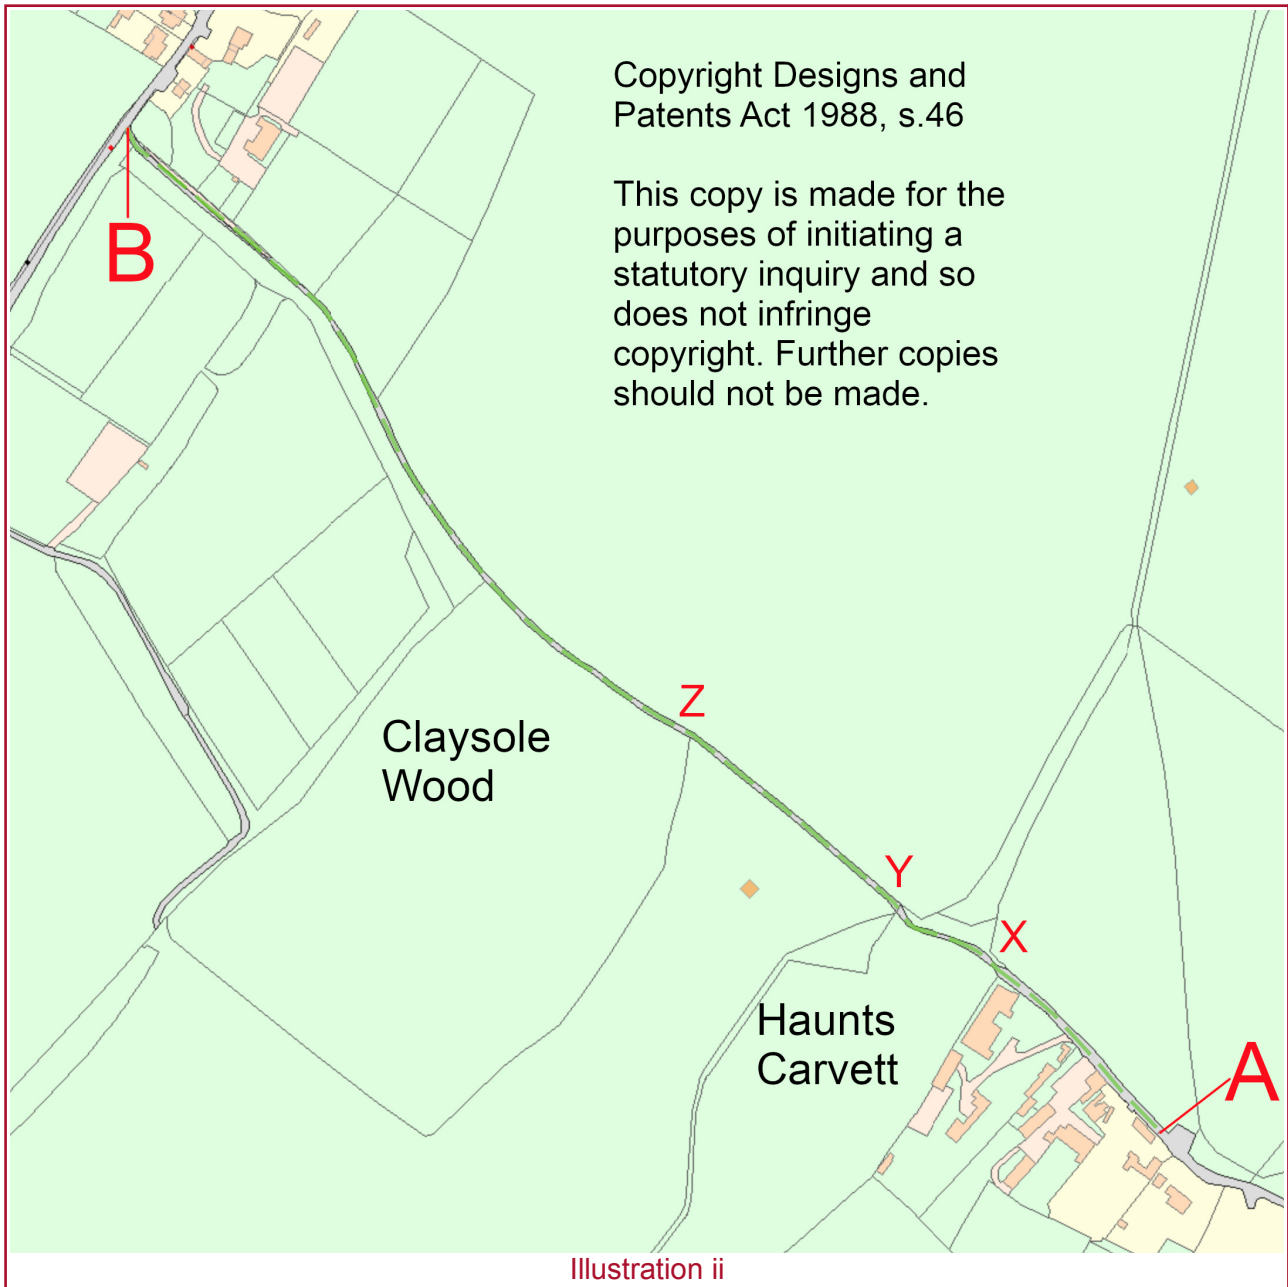 Copyright Designs and
Patents Act 1988, s.46
This copy is made for the
purposes of initiating a
statutory inquiry and so
does not infringe
copyright. Further copies
should not be made.
B
Z
Claysole
Wood
Y
X
Haunts
Carvett
A
Illustration ii